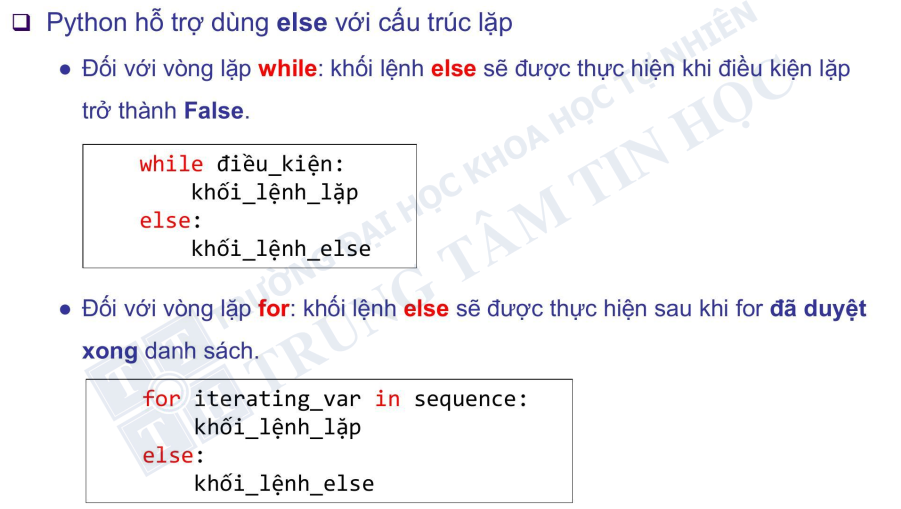 ❑ Python hỗ trợ dùng else với cấu trúc lặp
● Đối với vòng lặp while: khối lệnh else sẽ được thực hiện khi điều kiện lặp
trở thành False.
while điều_kiện:
    khối_lệnh_lặp
else:
    khối_lệnh_else
● Đối với vòng lặp for: khối lệnh else sẽ được thực hiện sau khi for đã duyệt
xong danh sách.
for iterating_var in sequence:
    khối_lệnh_lặp
else:
    khối_lệnh_else
TRƯỜNG ĐẠI HỌC KHOA HỌC TỰ NHIÊN
TRUNG TÂM TIN HỌC